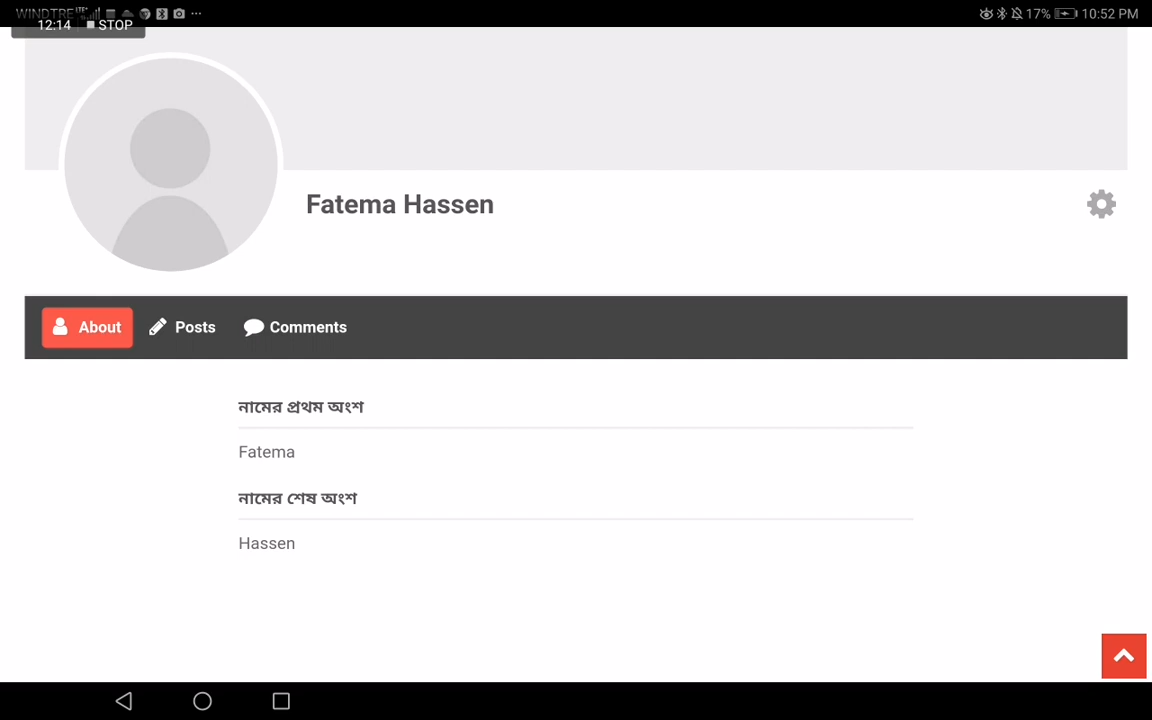 WINDTRE
17%
10:52 PM
12:14 STOP
Fatema Hassen
About Posts Comments
নামের প্রথম অংশ
Fatema
নামের শেষ অংশ
Hassen